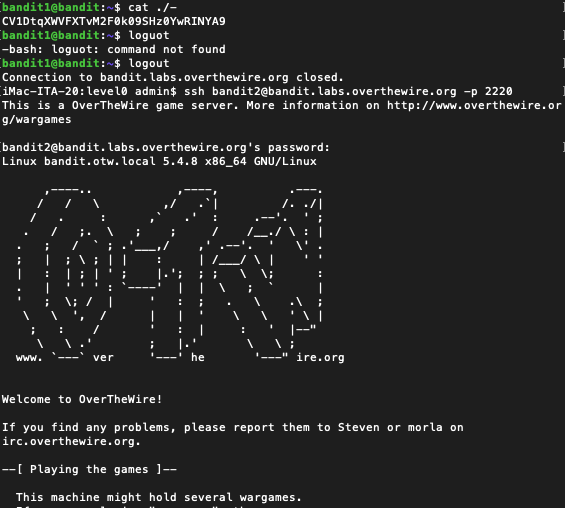 [bandit1@bandit:~$ cat ./-
CV1DtqXWVFXTvM2F0k09SHz0YwRINYA9
[bandit1@bandit:~$ loguot
-bash: loguot: command not found
[bandit1@bandit:~$ logout
Connection to bandit.labs.overthewire.org closed.
[iMac-ITA-20:level0 admin$ ssh bandit2@bandit.labs.overthewire.org -p 2220
This is a OverTheWire game server. More information on http://www.overthewire.or
g/wargames
[bandit2@bandit.labs.overthewire.org's password:
Linux bandit.otw.local 5.4.8 x86_64 GNU/Linux
www. ver he ire.org
Welcome to OverTheWire!
If you find any problems, please report them to Steven or morla on
irc.overthewire.org.
--[ Playing the games ]--
This machine might hold several wargames.